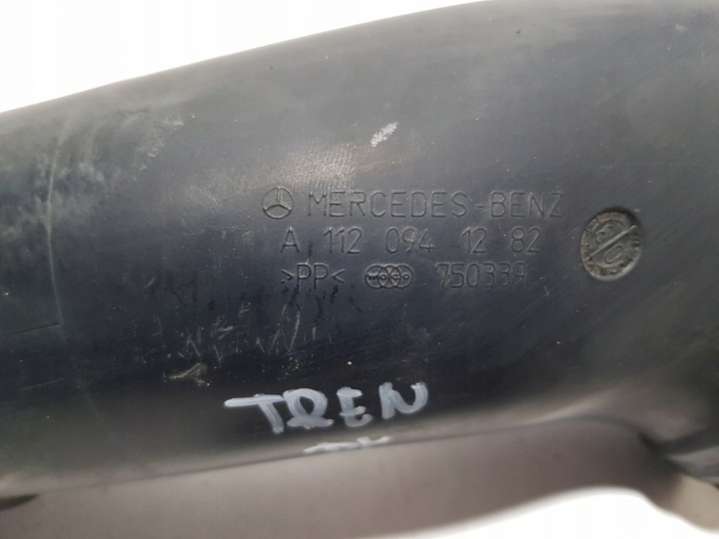 MERCEDES-BENZ
A 112 094 12 82
>PP< 750339
TREN